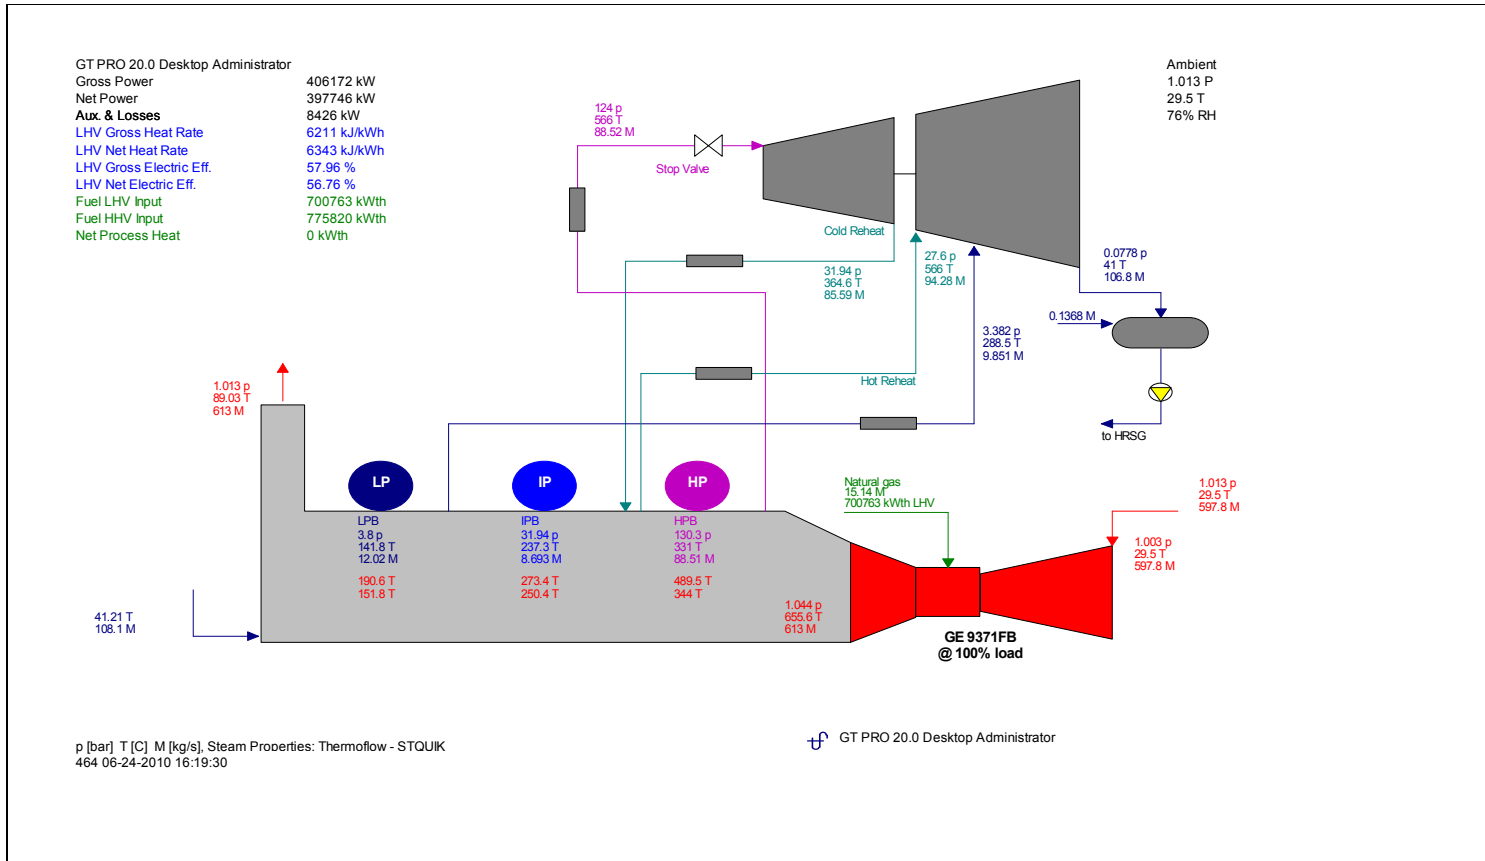 GT PRO 20.0 Desktop Administrator
Gross Power 406172 kW
Net Power 397746 kW
Aux. & Losses 8426 kW
LHV Gross Heat Rate 6211 kJ/kWh
LHV Net Heat Rate 6343 kJ/kWh
LHV Gross Electric Eff. 57.96 %
LHV Net Electric Eff. 56.76 %
Fuel LHV Input 700763 kWth
Fuel HHV Input 775820 kWth
Net Process Heat 0 kWth
Ambient
1.013 P
29.5 T
76% RH
124 p
566 T
88.52 M
Stop Valve
Cold Reheat
31.94 p
364.6 T
85.59 M
27.6 p
566 T
94.28 M
0.0778 p
41 T
106.8 M
0.1368 M
3.382 p
288.5 T
9.851 M
Hot Reheat
to HRSG
1.013 p
89.03 T
613 M
LP
IP
HP
LPB
3.8 p
141.8 T
12.02 M
190.6 T
151.8 T
IPB
31.94 p
237.3 T
8.693 M
273.4 T
250.4 T
HPB
130.3 p
331 T
88.51 M
489.5 T
344 T
Natural gas
15.14 M
700763 kWth LHV
1.013 p
29.5 T
597.8 M
1.003 p
29.5 T
597.8 M
1.044 p
655.6 T
613 M
41.21 T
108.1 M
GE 9371FB
@ 100% load
p [bar] T [C] M [kg/s], Steam Properties: Thermoflow - STQUIK
464 06-24-2010 16:19:30
GT PRO 20.0 Desktop Administrator